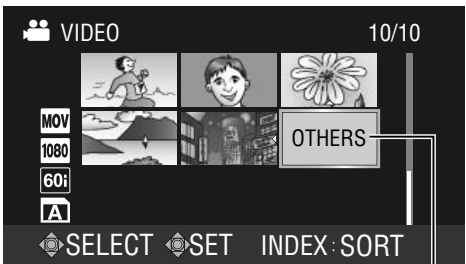 VIDEO 10/10
MOV
1080
OTHERS
60i
A
SELECT SET INDEX:SORT